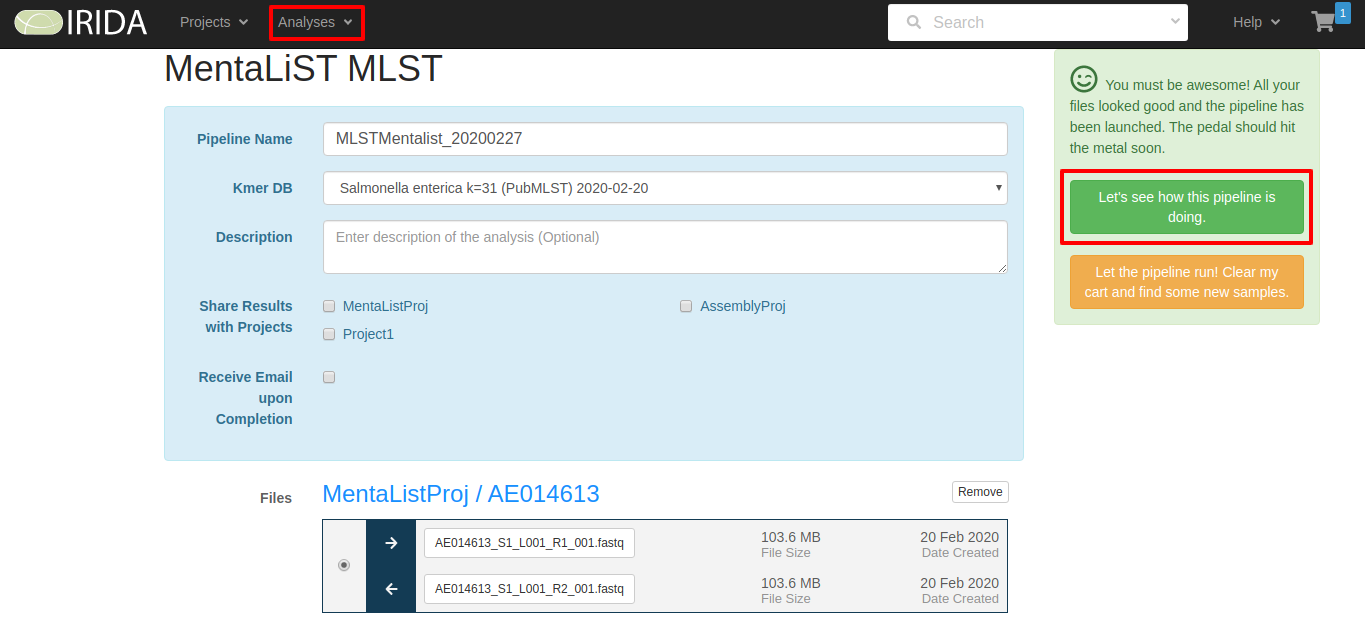 IRIDA Projects Analyses Search Help 1
MentaLiST MLST
Pipeline Name MLSTMentalist_20200227
Kmer DB Salmonella enterica k=31 (PubMLST) 2020-02-20
Description Enter description of the analysis (Optional)
Share Results
with Projects
MentaListProj AssemblyProj
Project1
Receive Email
upon
Completion
You must be awesome! All your
files looked good and the pipeline has
been launched. The pedal should hit
the metal soon.
Let's see how this pipeline is
doing.
Let the pipeline run! Clear my
cart and find some new samples.
Files MentaListProj / AE014613 Remove
AE014613_S1_L001_R1_001.fastq 103.6 MB 20 Feb 2020
File Size Date Created
AE014613_S1_L001_R2_001.fastq 103.6 MB 20 Feb 2020
File Size Date Created